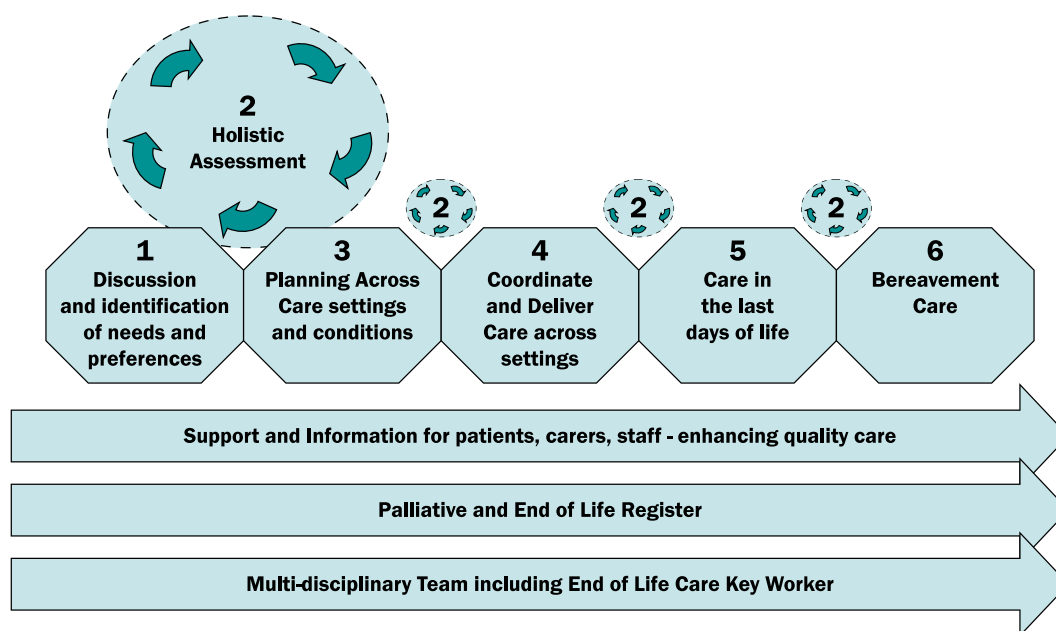 2
Holistic
Assessment
2
2
2
1
Discussion
and identification
of needs and
preferences
3
Planning Across
Care settings
and conditions
4
Coordinate
and Deliver
Care across
settings
5
Care in
the last
days of life
6
Bereavement
Care
Support and Information for patients, carers, staff - enhancing quality care
Palliative and End of Life Register
Multi-disciplinary Team including End of Life Care Key Worker